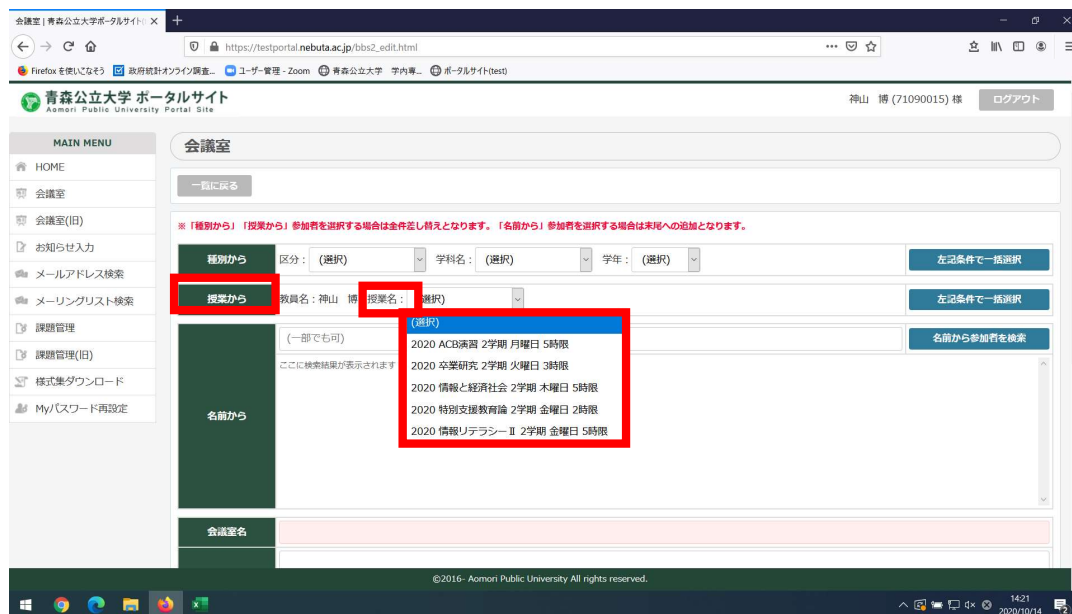 会議室 | 青森公立大学ポータルサイト
https://testportal.nebuta.ac.jp/bbs2_edit.html
Firefox を使いこなそう 政府統計オンライン調査... ユーザー管理 - Zoom 青森公立大学 学内専... ポータルサイト(test)
青森公立大学 ポータルサイト
Aomori Public University Portal Site
神山 博 (71090015) 様 ログアウト
MAIN MENU
HOME
会議室
会議室(旧)
お知らせ入力
メールアドレス検索
メーリングリスト検索
課題管理
課題管理(旧)
様式集ダウンロード
Myパスワード再設定
会議室
一覧に戻る
※「種別から」「授業から」参加者を選択する場合は全件差し替えとなります。「名前から」参加者を選択する場合は末尾への追加となります。
種別から 区分： (選択) 学科名： (選択) 学年： (選択) 左記条件で一括選択
授業から 教員名：神山 博 授業名： (選択) 左記条件で一括選択
(選択)
2020 ACB演習 2学期 月曜日 5時限
2020 卒業研究 2学期 火曜日 3時限
2020 情報と経済社会 2学期 木曜日 5時限
2020 特別支援教育論 2学期 金曜日 2時限
2020 情報リテラシーⅡ 2学期 金曜日 5時限
名前から (一部でも可) 名前から参加者を検索
ここに検索結果が表示されます
会議室名
©2016- Aomori Public University All rights reserved.
14:21
2020/10/14